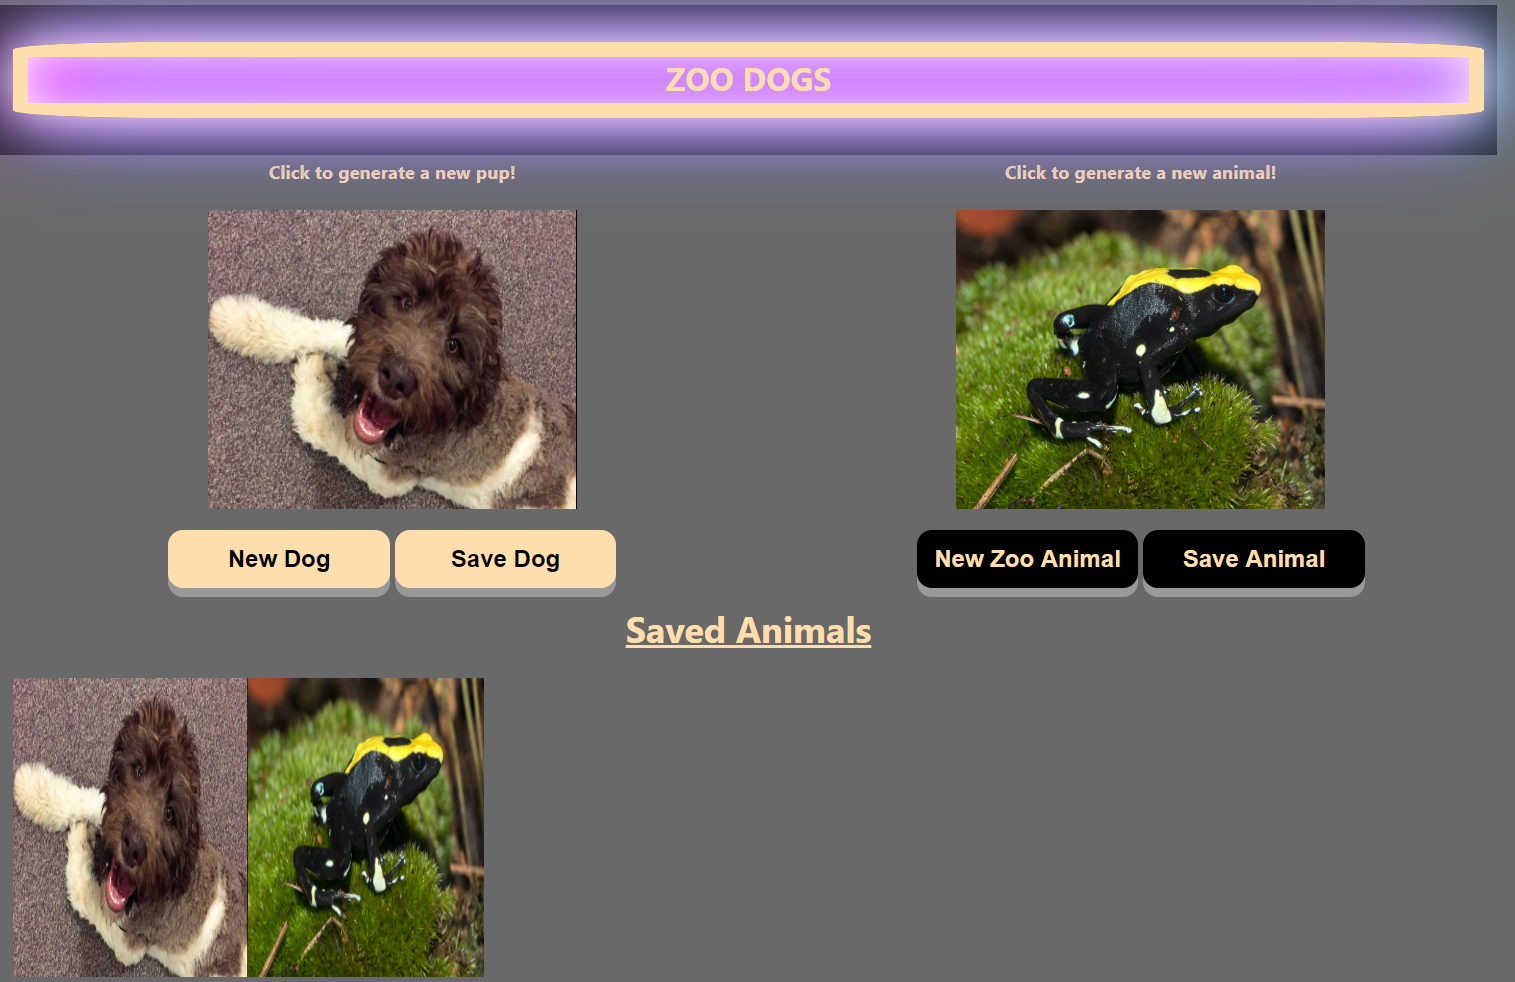 ZOO DOGS
Click to generate a new pup!
Click to generate a new animal!
New Dog
Save Dog
New Zoo Animal
Save Animal
Saved Animals